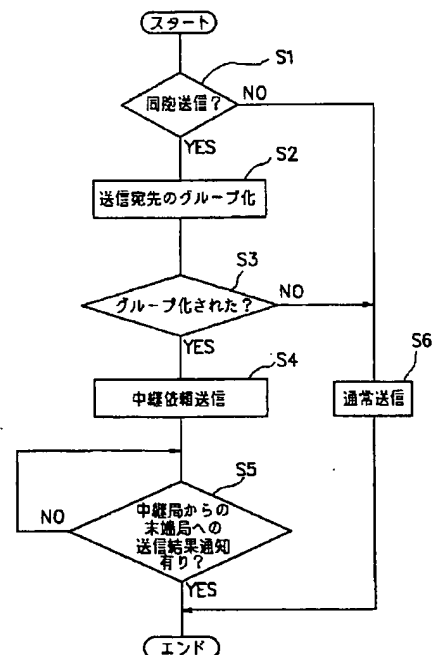 スタート
S1
同胞送信?
NO
YES
S2
送信宛先のグループ化
S3
グループ化された?
NO
YES
S4
中継依頼送信
S6
通常送信
S5
中継局からの
末端局への
送信結果通知
有り?
NO
YES
エンド